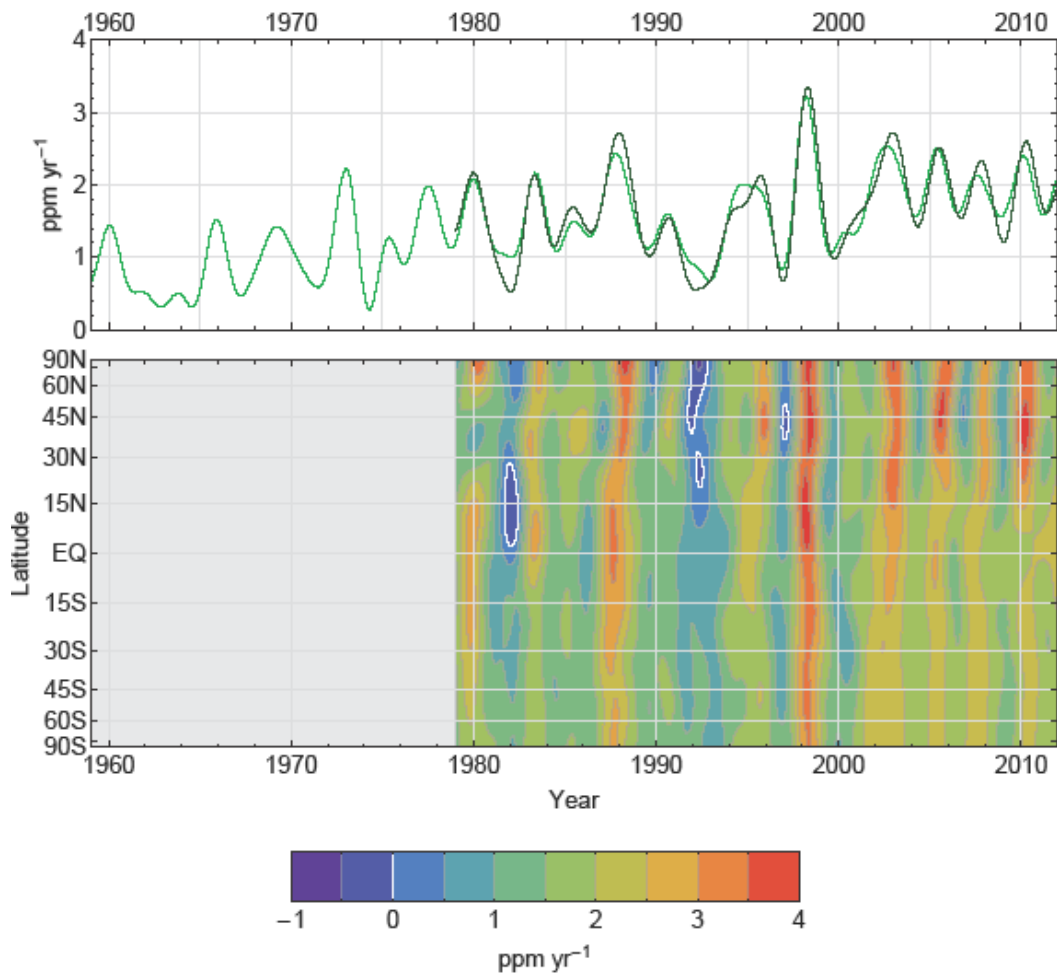 1960 1970 1980 1990 2000 2010
4
3
2
1
0
ppm yr⁻¹
90N
60N
45N
30N
15N
EQ
15S
30S
45S
60S
90S
Latitude
1960 1970 1980 1990 2000 2010
Year
−1 0 1 2 3 4
ppm yr⁻¹